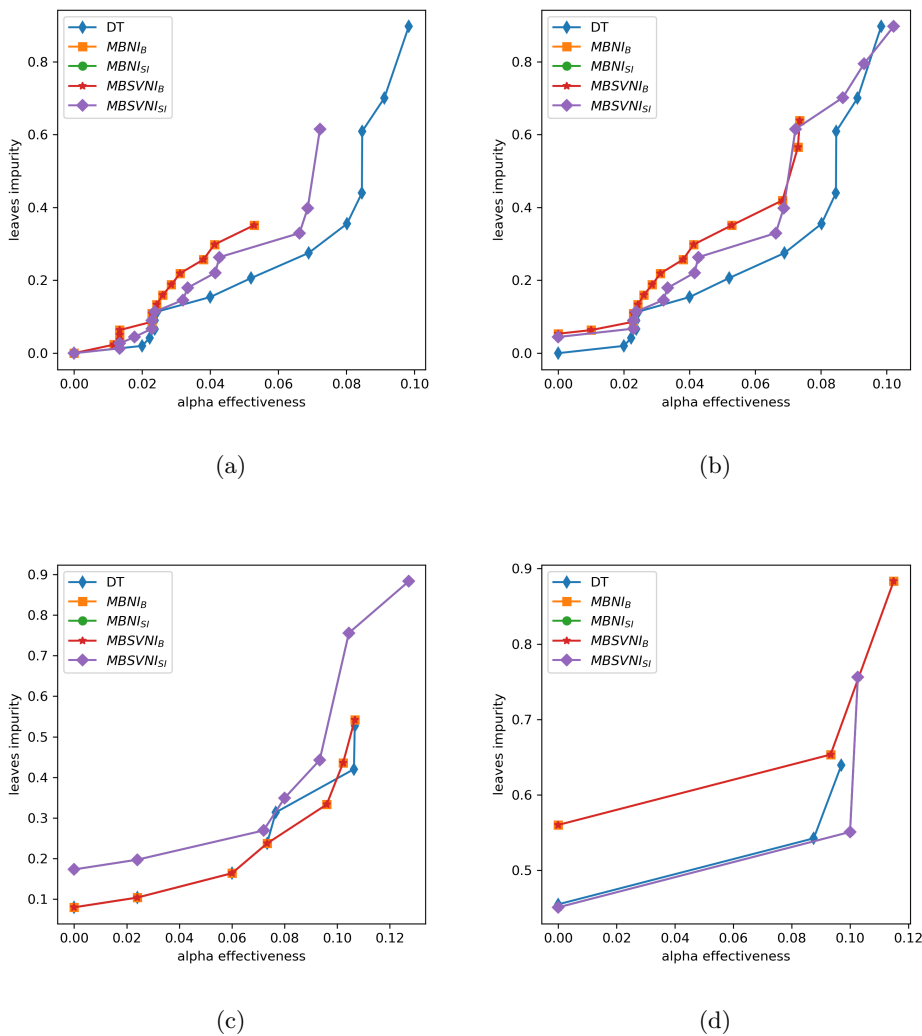 DT
MBNI_B
MBNI_SI
MBSVNI_B
MBSVNI_SI
leaves impurity
0.8
0.6
0.4
0.2
0.0
0.00 0.02 0.04 0.06 0.08 0.10
alpha effectiveness
(a)
DT
MBNI_B
MBNI_SI
MBSVNI_B
MBSVNI_SI
leaves impurity
0.8
0.6
0.4
0.2
0.0
0.00 0.02 0.04 0.06 0.08 0.10
alpha effectiveness
(b)
DT
MBNI_B
MBNI_SI
MBSVNI_B
MBSVNI_SI
leaves impurity
0.9
0.8
0.7
0.6
0.5
0.4
0.3
0.2
0.1
0.00 0.02 0.04 0.06 0.08 0.10 0.12
alpha effectiveness
(c)
DT
MBNI_B
MBNI_SI
MBSVNI_B
MBSVNI_SI
leaves impurity
0.9
0.8
0.7
0.6
0.5
0.00 0.02 0.04 0.06 0.08 0.10 0.12
alpha effectiveness
(d)